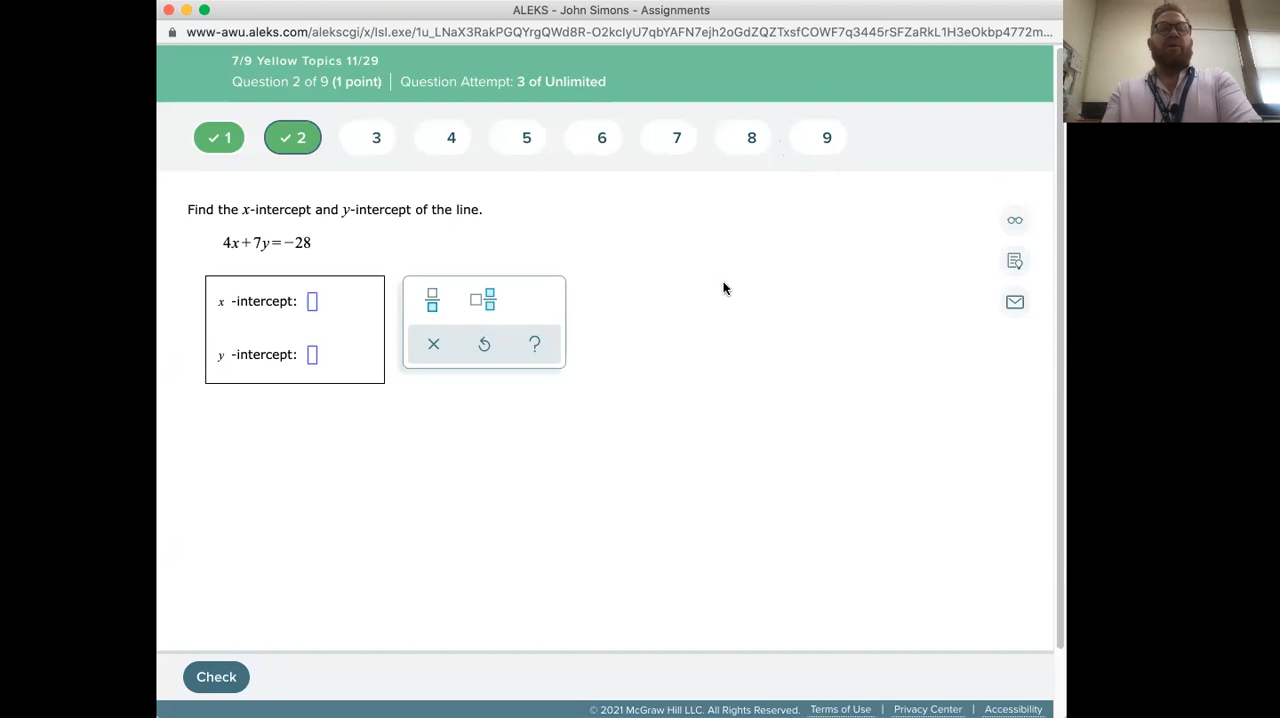 ALEKS - John Simons - Assignments
www-awu.aleks.com/alekscgi/x/Isl.exe/1u_LNaX3RakPGQYrgQWd8R-O2kcIyU7qbYAFN7ejh2oGdZQZTxsfCOWF7q3445rSFZaRkL1H3eOkbp4772m...
7/9 Yellow Topics 11/29
Question 2 of 9 (1 point) | Question Attempt: 3 of Unlimited
✓ 1 ✓ 2 3 4 5 6 7 8 9
Find the x-intercept and y-intercept of the line.
4x+7y=−28
x -intercept:
y -intercept:
?
Check
© 2021 McGraw Hill LLC. All Rights Reserved. Terms of Use | Privacy Center | Accessibility